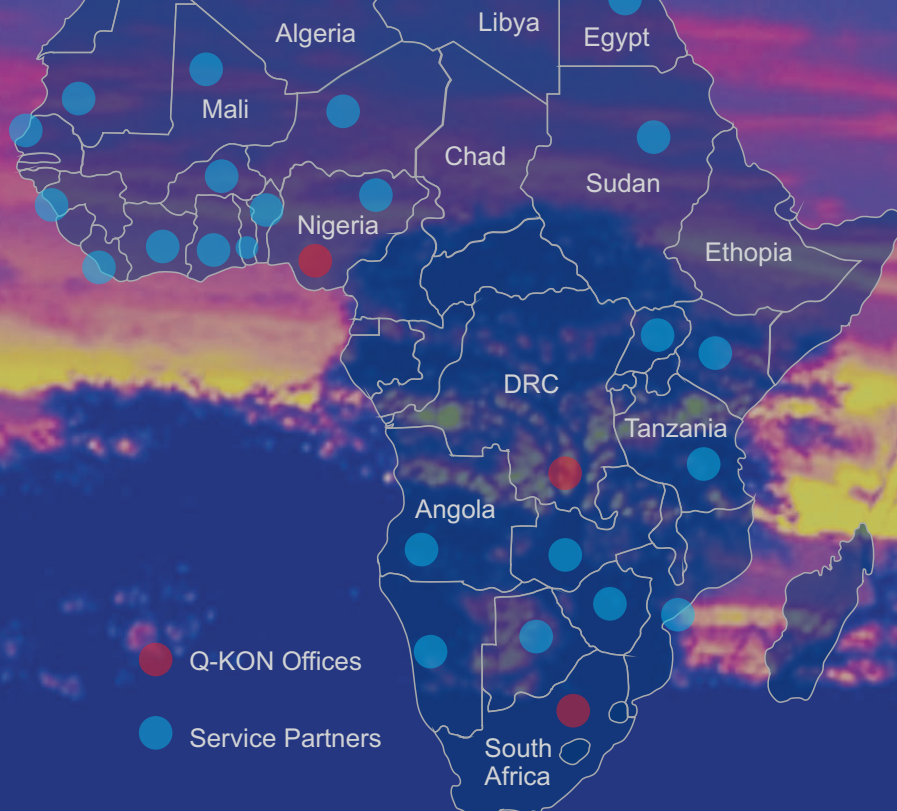 Algeria
Libya
Egypt
Mali
Chad
Sudan
Nigeria
Ethopia
DRC
Tanzania
Angola
Q-KON Offices
Service Partners
South
Africa